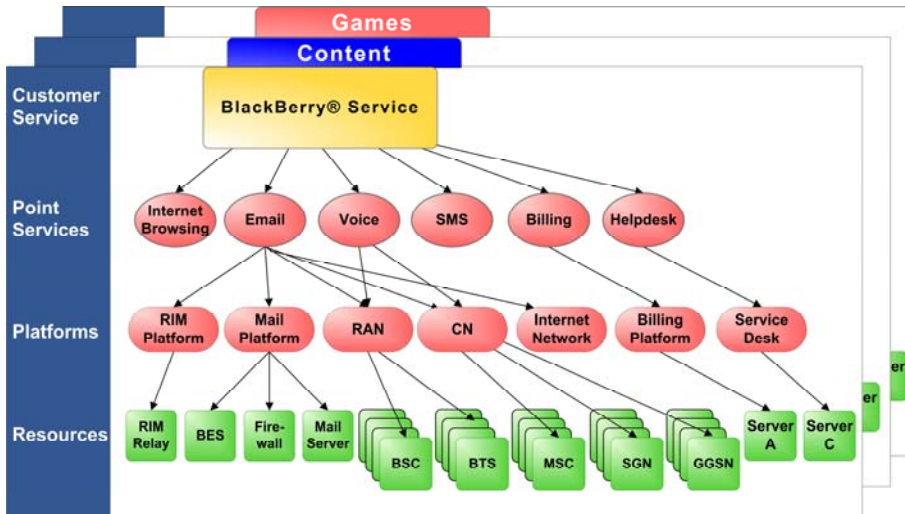 Games
Content
Customer
Service
BlackBerry® Service
Point
Services
Internet
Browsing
Email
Voice
SMS
Billing
Helpdesk
Platforms
RIM
Platform
Mail
Platform
RAN
CN
Internet
Network
Billing
Platform
Service
Desk
Resources
RIM
Relay
BES
Fire-
wall
Mail
Server
BSC
BTS
MSC
SGN
GGSN
Server
A
Server
C
er
er